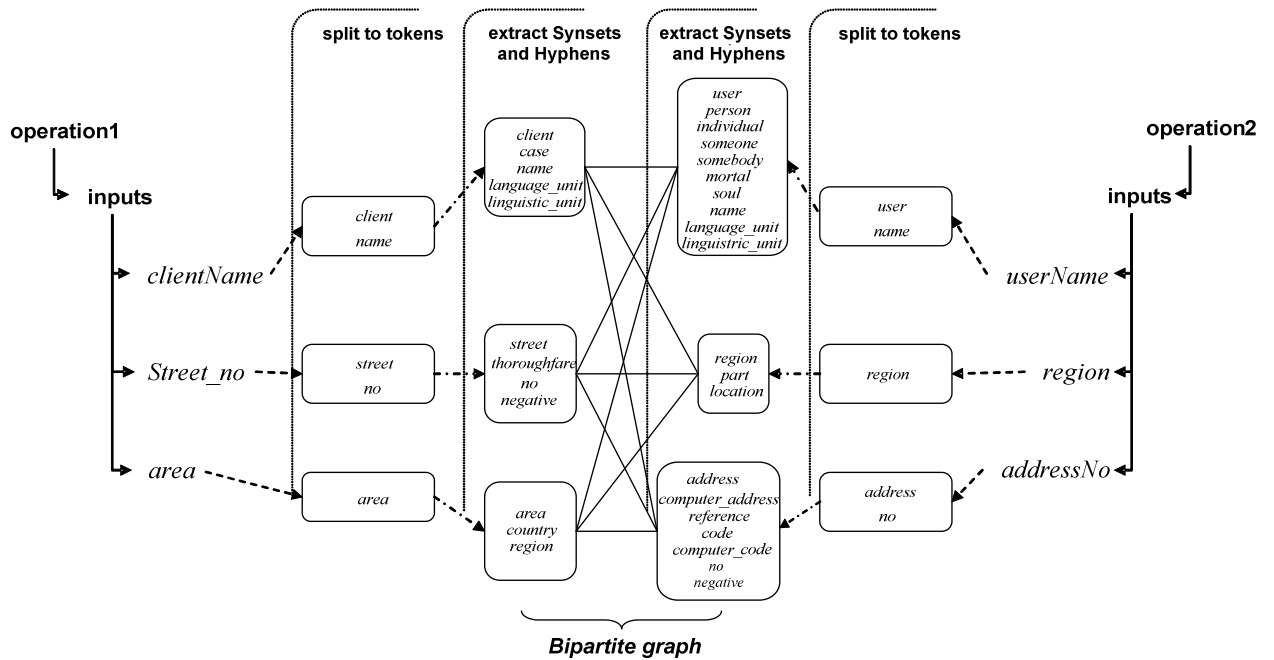 split to tokens
extract Synsets
and Hyphens
extract Synsets
and Hyphens
split to tokens
operation1
inputs
clientName
Street_no
area
client
name
street
no
area
client
case
name
language_unit
linguistic_unit
street
thoroughfare
no
negative
area
country
region
user
person
individual
someone
somebody
mortal
soul
name
language_unit
linguistric_unit
region
part
location
address
computer_address
reference
code
computer_code
no
negative
user
name
region
address
no
operation2
inputs
userName
region
addressNo
Bipartite graph